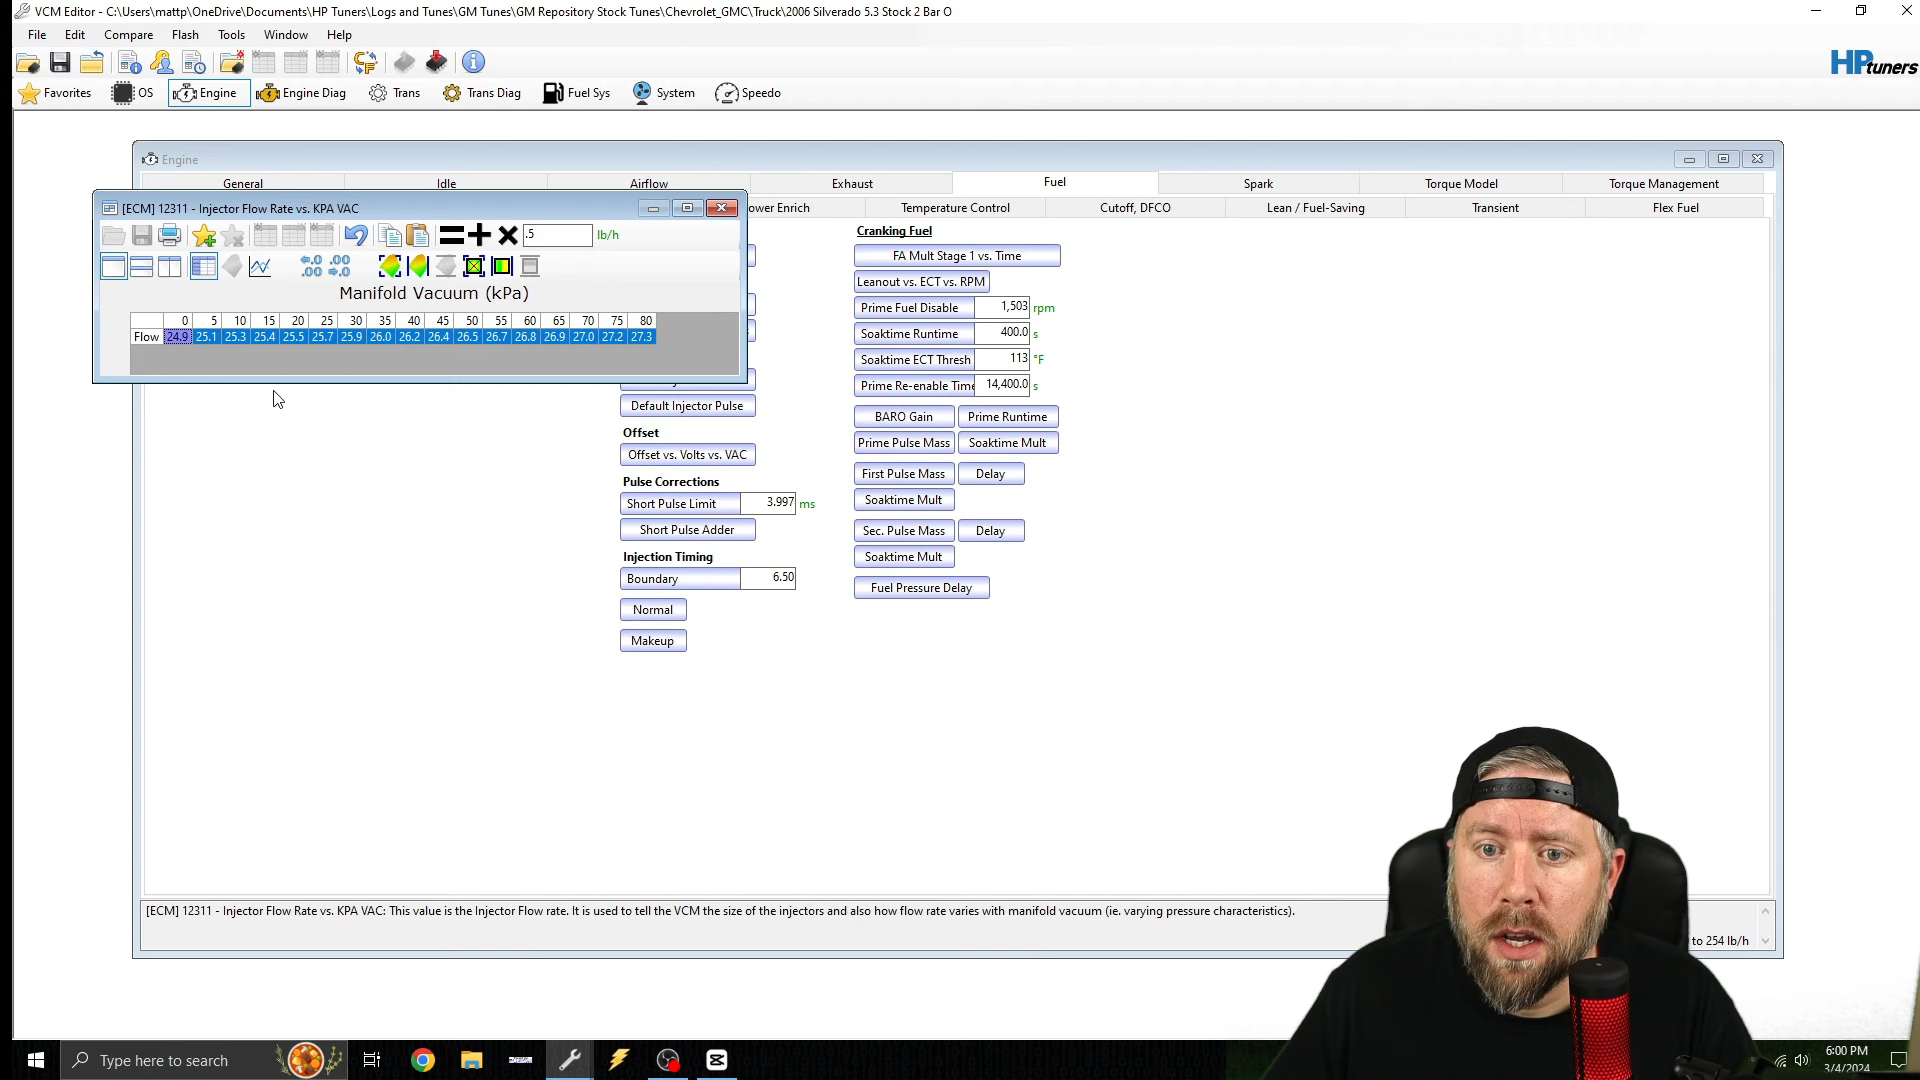 VCM Editor - C:\Users\mattp\OneDrive\Documents\HP Tuners\Logs and Tunes\GM Tunes\GM Repository Stock Tunes\Chevrolet_GMC\Truck\2006 Silverado 5.3 Stock 2 Bar O
File Edit Compare Flash Tools Window Help
HP tuners
Favorites OS Engine Engine Diag Trans Trans Diag Fuel Sys System Speedo
Engine
General Idle Airflow Exhaust Fuel Spark Torque Model Torque Management
[ECM] 12311 - Injector Flow Rate vs. KPA VAC
Enrich Temperature Control Cutoff, DFCO Lean / Fuel-Saving Transient Flex Fuel
.5 lb/h
Manifold Vacuum (kPa)
0 5 10 15 20 25 30 35 40 45 50 55 60 65 70 75 80
Flow 24.9 25.1 25.3 25.4 25.5 25.7 25.9 26.0 26.2 26.4 26.5 26.7 26.8 26.9 27.0 27.2 27.3
Default Injector Pulse
Offset
Offset vs. Volts vs. VAC
Pulse Corrections
Short Pulse Limit 3.997 ms
Short Pulse Adder
Injection Timing
Boundary 6.50
Normal
Makeup
Cranking Fuel
FA Mult Stage 1 vs. Time
Leanout vs. ECT vs. RPM
Prime Fuel Disable 1,503 rpm
Soaktime Runtime 400.0 s
Soaktime ECT Thresh 113 °F
Prime Re-enable Time 14,400.0 s
BARO Gain Prime Runtime
Prime Pulse Mass Soaktime Mult
First Pulse Mass Delay
Soaktime Mult
Sec. Pulse Mass Delay
Soaktime Mult
Fuel Pressure Delay
[ECM] 12311 - Injector Flow Rate vs. KPA VAC: This value is the Injector Flow rate. It is used to tell the VCM the size of the injectors and also how flow rate varies with manifold vacuum (ie. varying pressure characteristics).
to 254 lb/h
Type here to search
6:00 PM
3/4/2024